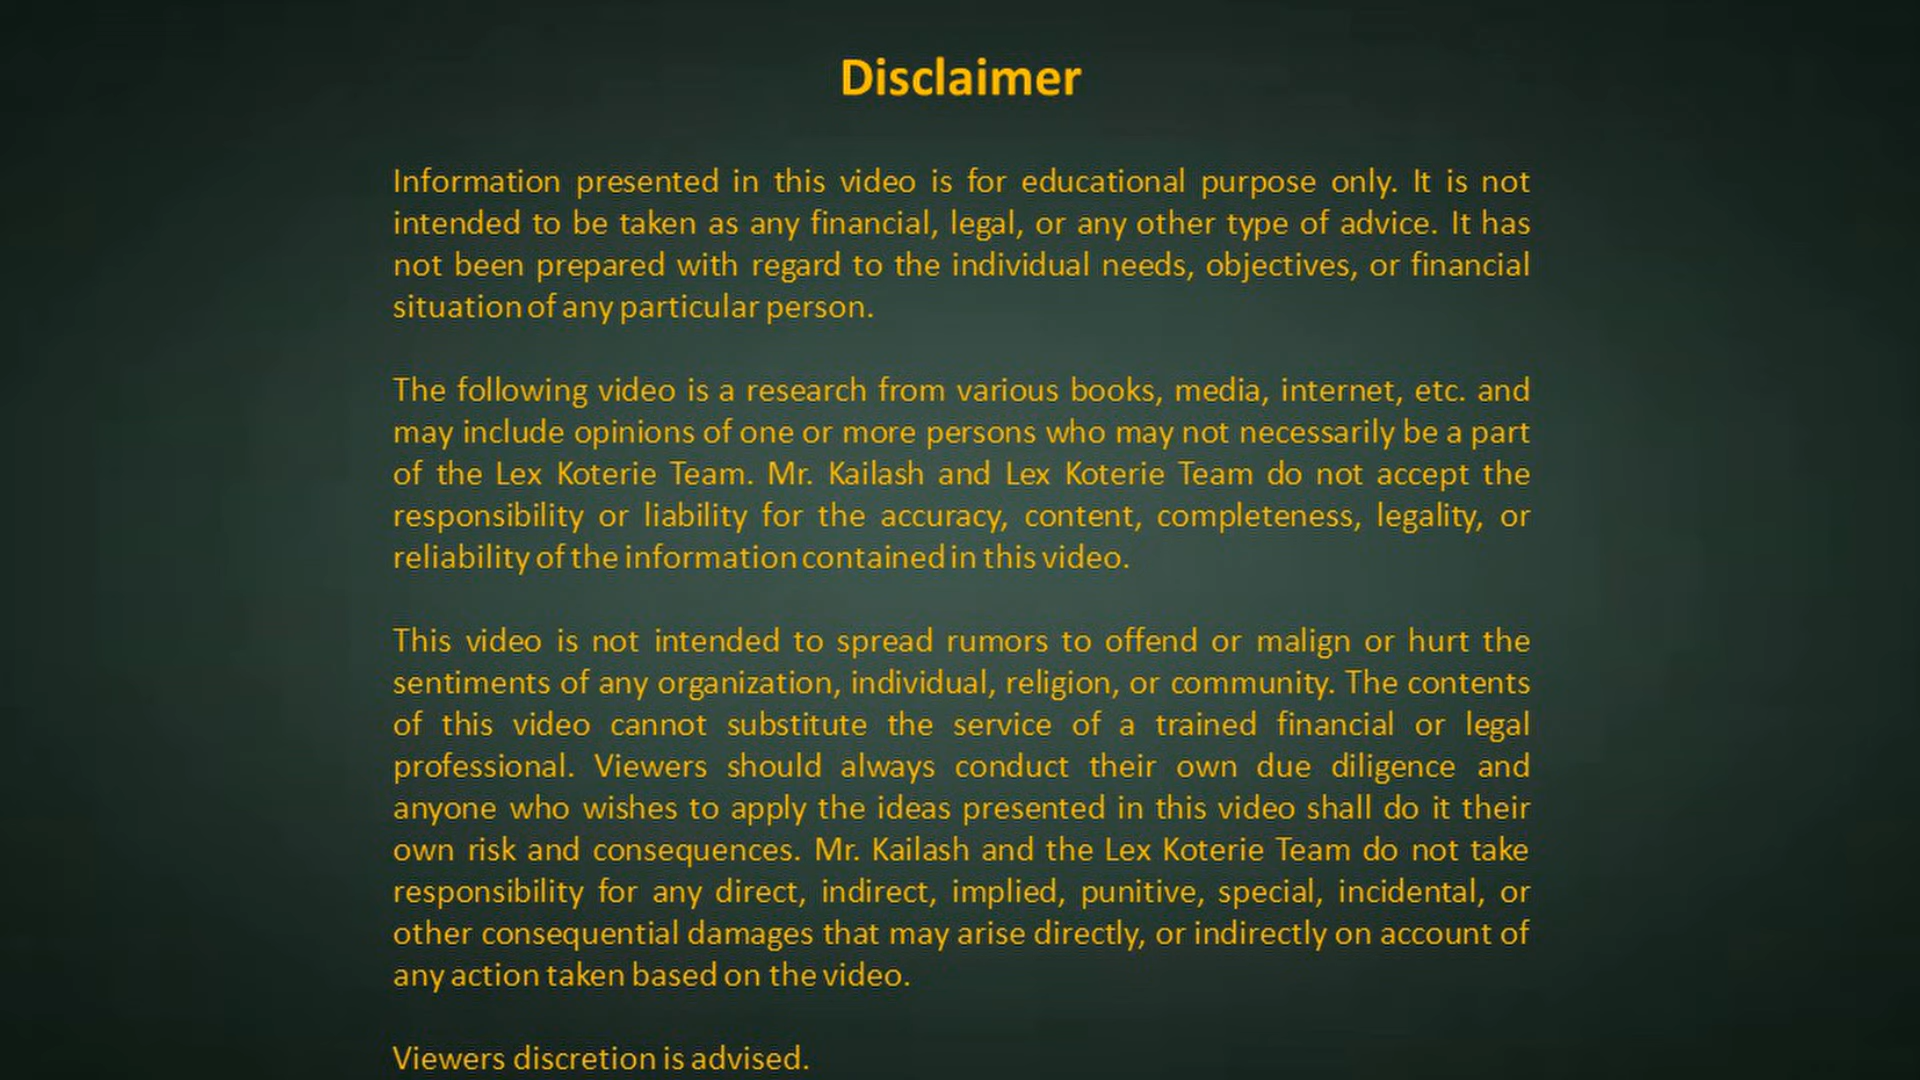 Disclaimer
Information presented in this video is for educational purpose only. It is not
intended to be taken as any financial, legal, or any other type of advice. It has
not been prepared with regard to the individual needs, objectives, or financial
situation of any particular person.
The following video is a research from various books, media, internet, etc. and
may include opinions of one or more persons who may not necessarily be a part
of the Lex Koterie Team. Mr. Kailash and Lex Koterie Team do not accept the
responsibility or liability for the accuracy, content, completeness, legality, or
reliability of the information contained in this video.
This video is not intended to spread rumors to offend or malign or hurt the
sentiments of any organization, individual, religion, or community. The contents
of this video cannot substitute the service of a trained financial or legal
professional. Viewers should always conduct their own due diligence and
anyone who wishes to apply the ideas presented in this video shall do it their
own risk and consequences. Mr. Kailash and the Lex Koterie Team do not take
responsibility for any direct, indirect, implied, punitive, special, incidental, or
other consequential damages that may arise directly, or indirectly on account of
any action taken based on the video.
Viewers discretion is advised.